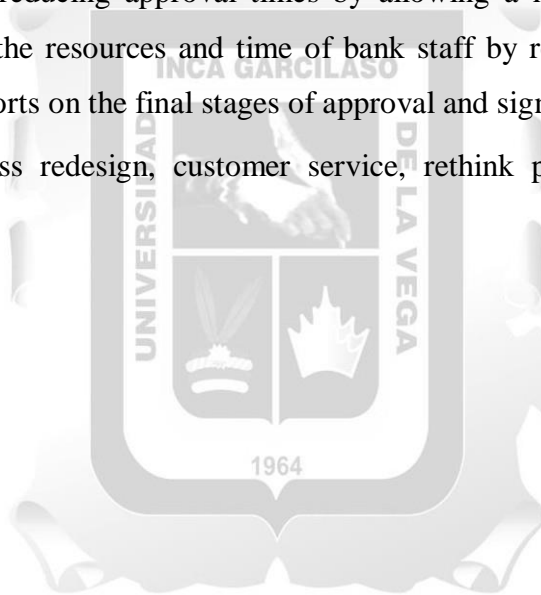 reducing approval times by allowing a
the resources and time of bank staff by
orts on the final stages of approval and sign
ss redesign, customer service, rethink
INCA GARCILASO
UNIVERSIDAD
DE LA VEGA
1964